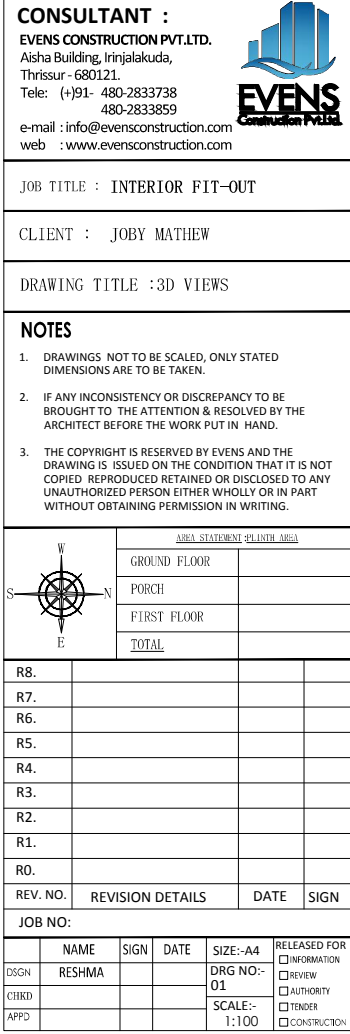 CONSULTANT :
EVENS CONSTRUCTION PVT.LTD.
Aisha Building, Irinjalakuda,
Thrissur - 680121.
Tele: (+)91- 480-2833738
480-2833859
e-mail : info@evensconstruction.com
web : www.evensconstruction.com
EVENS
Construction Pvt.Ltd.
JOB TITLE : INTERIOR FIT-OUT
CLIENT : JOBY MATHEW
DRAWING TITLE :3D VIEWS
NOTES
1. DRAWINGS NOT TO BE SCALED, ONLY STATED
DIMENSIONS ARE TO BE TAKEN.
2. IF ANY INCONSISTENCY OR DISCREPANCY TO BE
BROUGHT TO THE ATTENTION & RESOLVED BY THE
ARCHITECT BEFORE THE WORK PUT IN HAND.
3. THE COPYRIGHT IS RESERVED BY EVENS AND THE
DRAWING IS ISSUED ON THE CONDITION THAT IT IS NOT
COPIED REPRODUCED RETAINED OR DISCLOSED TO ANY
UNAUTHORIZED PERSON EITHER WHOLLY OR IN PART
WITHOUT OBTAINING PERMISSION IN WRITING.
W
S N
E
AREA STATEMENT :PLINTH AREA
GROUND FLOOR
PORCH
FIRST FLOOR
TOTAL
R8.
R7.
R6.
R5.
R4.
R3.
R2.
R1.
R0.
REV. NO. REVISION DETAILS DATE SIGN
JOB NO:
NAME SIGN DATE
DSGN RESHMA
CHKD
APPD
SIZE:-A4
DRG NO:-
01
SCALE:-
1:100
RELEASED FOR
INFORMATION
REVIEW
AUTHORITY
TENDER
CONSTRUCTION